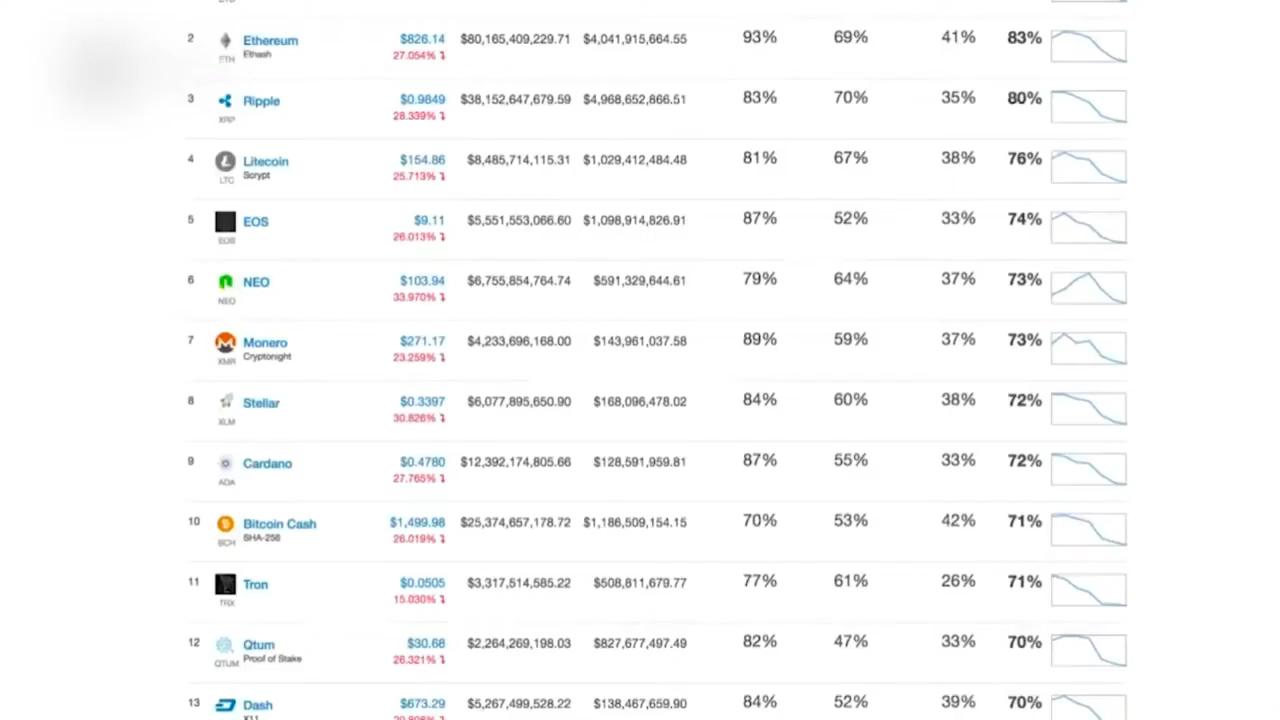 2 Ethereum $826.14 $80,165,409,229.71 $4,041,915,664.55 93% 69% 41% 83%
ETH Ethash 27.054% ↴
3 Ripple $0.9849 $38,152,647,679.59 $4,968,652,866.51 83% 70% 35% 80%
XRP 28.339% ↴
4 Litecoin $154.86 $8,485,714,115.31 $1,029,412,484.48 81% 67% 38% 76%
LTC Scrypt 25.713% ↴
5 EOS $9.11 $5,551,553,066.60 $1,098,914,826.91 87% 52% 33% 74%
EOS 26.013% ↴
6 NEO $103.94 $6,755,854,764.74 $591,329,644.61 79% 64% 37% 73%
NEO 33.970% ↴
7 Monero $271.17 $4,233,696,168.00 $143,961,037.58 89% 59% 37% 73%
XMR Cryptonight 23.259% ↴
8 Stellar $0.3397 $6,077,895,650.90 $168,096,478.02 84% 60% 38% 72%
XLM 30.826% ↴
9 Cardano $0.4780 $12,392,174,805.66 $128,591,959.81 87% 55% 33% 72%
ADA 27.765% ↴
10 Bitcoin Cash $1,499.98 $25,374,657,178.72 $1,186,509,154.15 70% 53% 42% 71%
BCH SHA-256 26.019% ↴
11 Tron $0.0505 $3,317,514,585.22 $508,811,679.77 77% 61% 26% 71%
TRX 15.030% ↴
12 Qtum $30.68 $2,264,269,198.03 $827,677,497.49 82% 47% 33% 70%
QTUM Proof of Stake 26.321% ↴
13 Dash $673.29 $5,267,499,528.22 $138,467,659.90 84% 52% 39% 70%